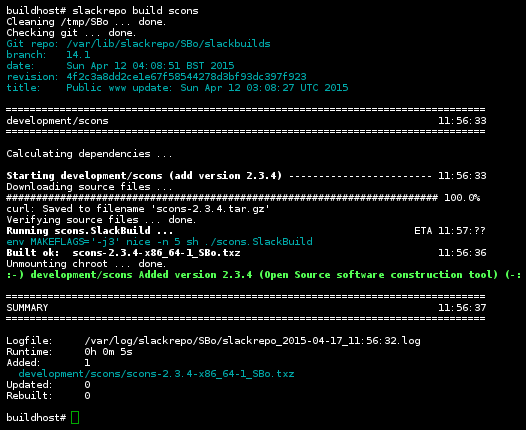 buildhost# slackrepo build scons
Cleaning /tmp/SBo ... done.
Checking git ... done.
Git repo: /var/lib/slackrepo/SBo/slackbuilds
branch:   14.1
date:     Sun Apr 12 04:08:51 BST 2015
revision: 4f2c3a8dd2ce1e67f58544278d3bf93dc397f923
title:    Public www update: Sun Apr 12 03:08:27 UTC 2015
================================================================================
development/scons                                                       11:56:33
================================================================================
Calculating dependencies ...
Starting development/scons (add version 2.3.4) ------------------------ 11:56:33
Downloading source files ...
######################################################################## 100.0%
curl: Saved to filename 'scons-2.3.4.tar.gz'
Verifying source files ... done.
Running scons.SlackBuild ...                                        ETA 11:57:??
env MAKEFLAGS='-j3' nice -n 5 sh ./scons.SlackBuild
Built ok:  scons-2.3.4-x86_64-1_SBo.txz                                 11:56:36
Unmounting chroot ... done.
:-) development/scons Added version 2.3.4 (Open Source software construction tool) (-:
================================================================================
SUMMARY                                                                 11:56:37
================================================================================
Logfile:     /var/log/slackrepo/SBo/slackrepo_2015-04-17_11:56:32.log
Runtime:     0h 0m 5s
Added:       1
  development/scons/scons-2.3.4-x86_64-1_SBo.txz
Updated:     0
Rebuilt:     0
buildhost#